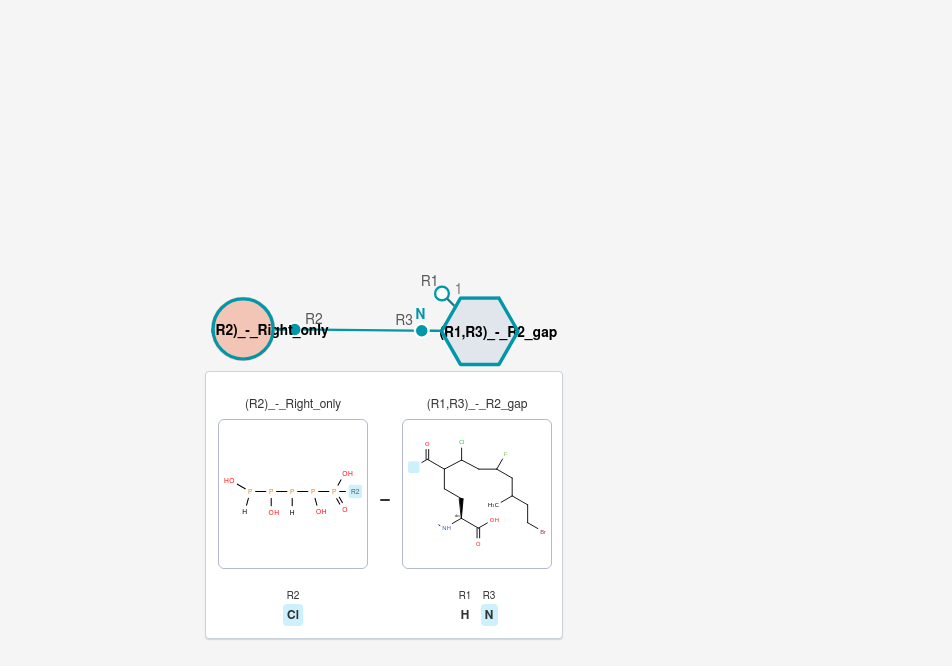 R1
1
N
R2
R3
(R2)_-_Right_only
(R1,R3)_-_R2_gap
(R2)_-_Right_only
(R1,R3)_-_R2_gap
HO
P
P
P
P
P
OH
R2
H
OH
H
OH
O
O
Cl
F
H₃C
NH
OH
O
Br
R2
R1
R3
Cl
H
N